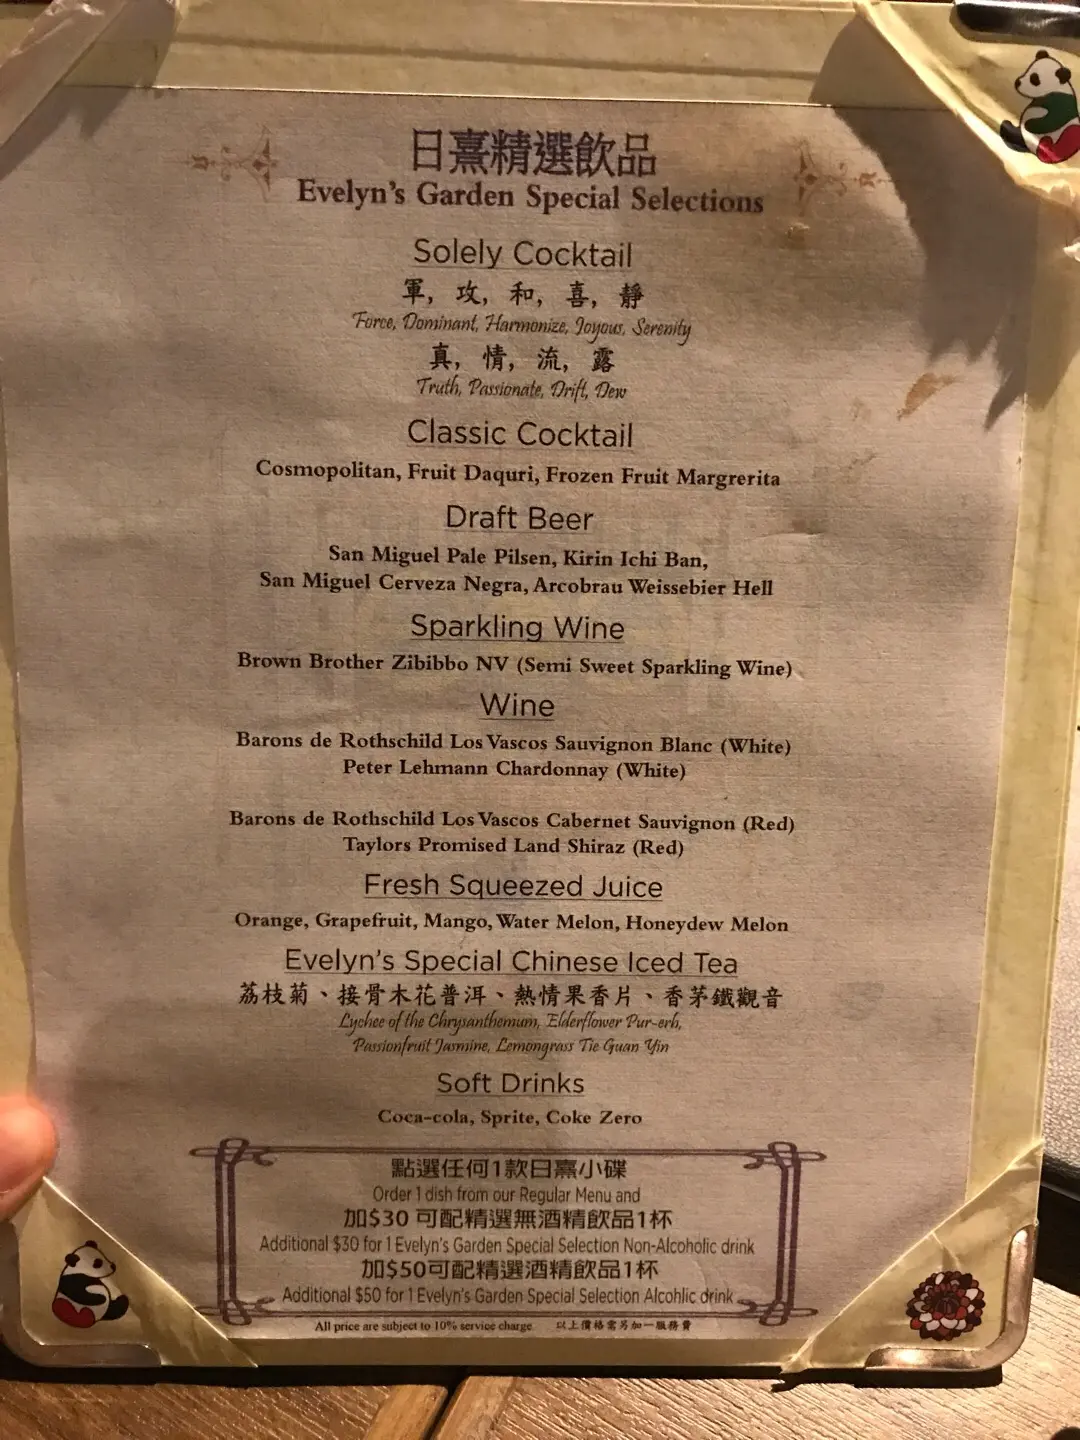 日熹精選飲品
Evelyn's Garden Special Selections
Solely Cocktail
軍, 攻, 和, 喜, 靜
Force, Dominant, Harmonize, Joyous, Serenity
真, 情, 流, 露
Truth, Passionate, Drift, Dew
Classic Cocktail
Cosmopolitan, Fruit Daquri, Frozen Fruit Margrerita
Draft Beer
San Miguel Pale Pilsen, Kirin Ichi Ban,
San Miguel Cerveza Negra, Arcobrau Weissebier Hell
Sparkling Wine
Brown Brother Zibibbo NV (Semi Sweet Sparkling Wine)
Wine
Barons de Rothschild Los Vascos Sauvignon Blanc (White)
Peter Lehmann Chardonnay (White)
Barons de Rothschild Los Vascos Cabernet Sauvignon (Red)
Taylors Promised Land Shiraz (Red)
Fresh Squeezed Juice
Orange, Grapefruit, Mango, Water Melon, Honeydew Melon
Evelyn's Special Chinese Iced Tea
荔枝菊、接骨木花普洱、熱情果香片、香茅鐵觀音
Lychee of the Chrysanthemum, Elderflower Pur-erh,
Passionfruit Jasmine, Lemongrass Tie Guan Yin
Soft Drinks
Coca-cola, Sprite, Coke Zero
點選任何1款日熹小碟
Order 1 dish from our Regular Menu and
加$30 可配精選無酒精飲品1杯
Additional $30 for 1 Evelyn's Garden Special Selection Non-Alcoholic drink
加$50可配精選酒精飲品1杯
Additional $50 for 1 Evelyn's Garden Special Selection Alcohlic drink
All price are subject to 10% service charge 以上價格需另加一服務費